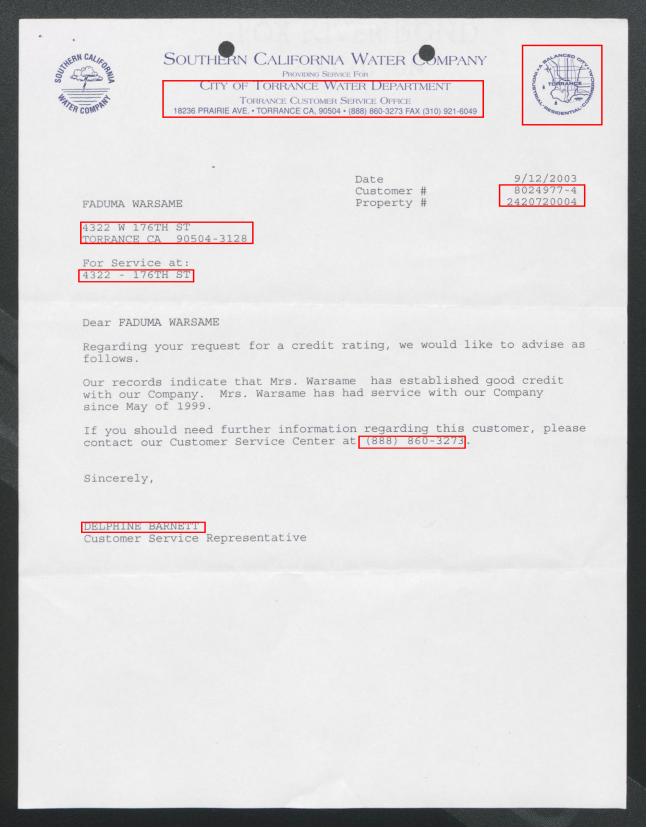 SOUTHERN CALIFORNIA WATER COMPANY
SOUTHERN CALIFORNIA WATER COMPANY
PROVIDING SERVICE FOR
CITY OF TORRANCE WATER DEPARTMENT
TORRANCE CUSTOMER SERVICE OFFICE
18236 PRAIRIE AVE. • TORRANCE CA, 90504 • (888) 860-3273 FAX (310) 921-6049
A BALANCED CITY
INDUSTRIAL-RESIDENTIAL-COMMERCIAL
TORRANCE
Date 9/12/2003
Customer # 8024977-4
Property # 2420720004
FADUMA WARSAME
4322 W 176TH ST
TORRANCE CA 90504-3128
For Service at:
4322 - 176TH ST
Dear FADUMA WARSAME
Regarding your request for a credit rating, we would like to advise as
follows.
Our records indicate that Mrs. Warsame has established good credit
with our Company. Mrs. Warsame has had service with our Company
since May of 1999.
If you should need further information regarding this customer, please
contact our Customer Service Center at (888) 860-3273.
Sincerely,
DELPHINE BARNETT
Customer Service Representative